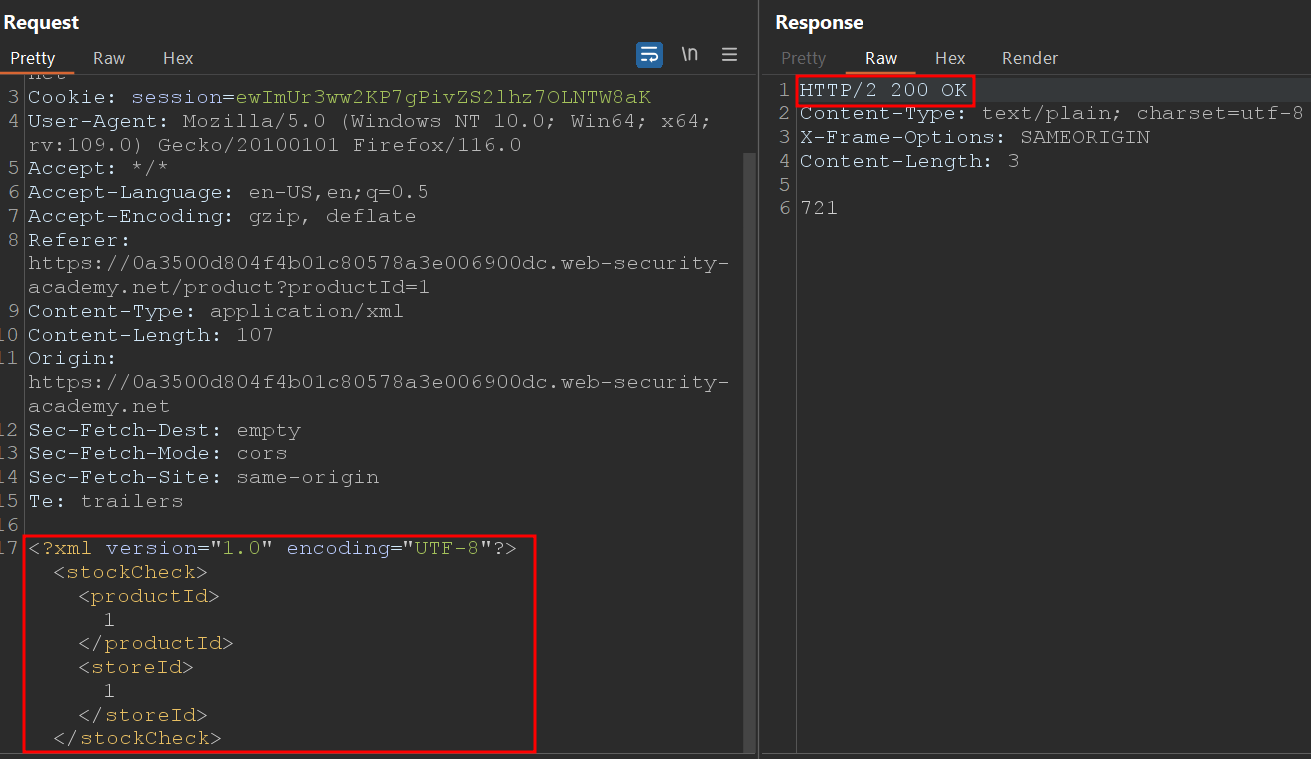 Request
Pretty Raw Hex \n
3 Cookie: session=ewImUr3ww2KP7gPivZS2lhz7OLNTW8aK
4 User-Agent: Mozilla/5.0 (Windows NT 10.0; Win64; x64;
rv:109.0) Gecko/20100101 Firefox/116.0
5 Accept: */*
6 Accept-Language: en-US,en;q=0.5
7 Accept-Encoding: gzip, deflate
8 Referer:
https://0a3500d804f4b01c80578a3e006900dc.web-security-
academy.net/product?productId=1
9 Content-Type: application/xml
10 Content-Length: 107
11 Origin:
https://0a3500d804f4b01c80578a3e006900dc.web-security-
academy.net
12 Sec-Fetch-Dest: empty
13 Sec-Fetch-Mode: cors
14 Sec-Fetch-Site: same-origin
15 Te: trailers
16
17 <?xml version="1.0" encoding="UTF-8"?>
<stockCheck>
<productId>
1
</productId>
<storeId>
1
</storeId>
</stockCheck>
Response
Pretty Raw Hex Render
1 HTTP/2 200 OK
2 Content-Type: text/plain; charset=utf-8
3 X-Frame-Options: SAMEORIGIN
4 Content-Length: 3
5
6 721